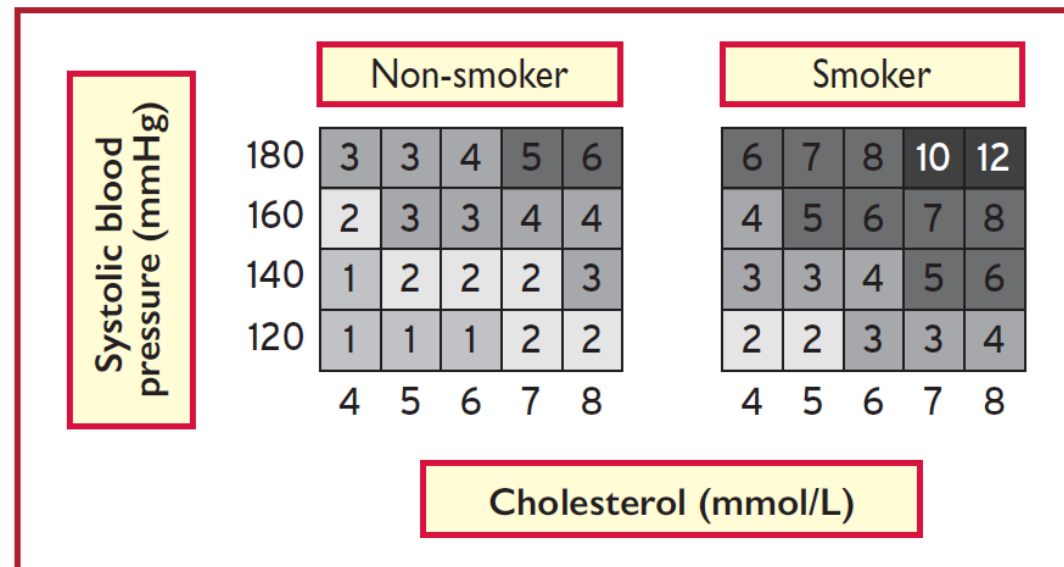 Non-smoker Smoker
Systolic blood
pressure (mmHg)
180 3 3 4 5 6 6 7 8 10 12
160 2 3 3 4 4 4 5 6 7 8
140 1 2 2 2 3 3 3 4 5 6
120 1 1 1 2 2 2 2 3 3 4
4 5 6 7 8 4 5 6 7 8
Cholesterol (mmol/L)